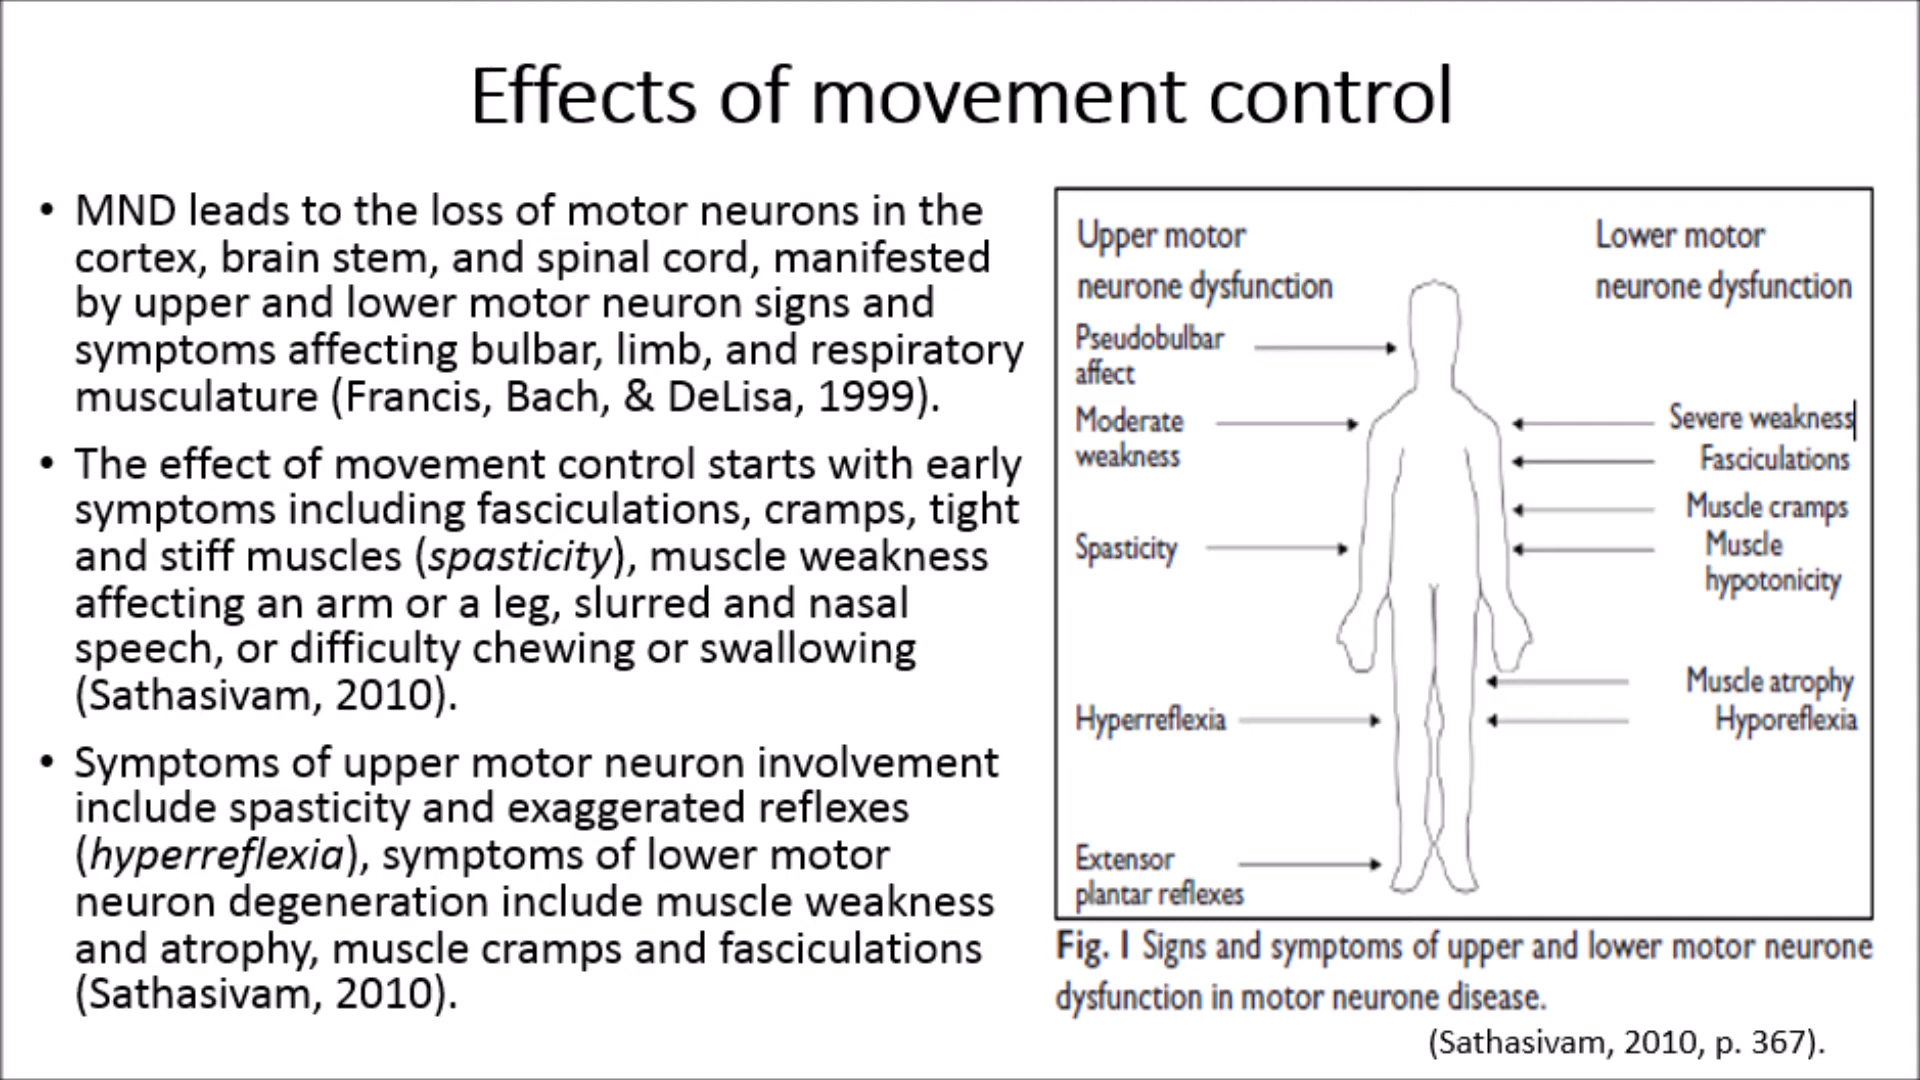 Effects of movement control
• MND leads to the loss of motor neurons in the
cortex, brain stem, and spinal cord, manifested
by upper and lower motor neuron signs and
symptoms affecting bulbar, limb, and respiratory
musculature (Francis, Bach, & DeLisa, 1999).
• The effect of movement control starts with early
symptoms including fasciculations, cramps, tight
and stiff muscles (spasticity), muscle weakness
affecting an arm or a leg, slurred and nasal
speech, or difficulty chewing or swallowing
(Sathasivam, 2010).
• Symptoms of upper motor neuron involvement
include spasticity and exaggerated reflexes
(hyperreflexia), symptoms of lower motor
neuron degeneration include muscle weakness
and atrophy, muscle cramps and fasciculations
(Sathasivam, 2010).
Upper motor
neurone dysfunction
Pseudobulbar
affect
Moderate
weakness
Spasticity
Hyperreflexia
Extensor
plantar reflexes
Lower motor
neurone dysfunction
Severe weakness
Fasciculations
Muscle cramps
Muscle
hypotonicity
Muscle atrophy
Hyporeflexia
Fig. 1 Signs and symptoms of upper and lower motor neurone
dysfunction in motor neurone disease.
(Sathasivam, 2010, p. 367).